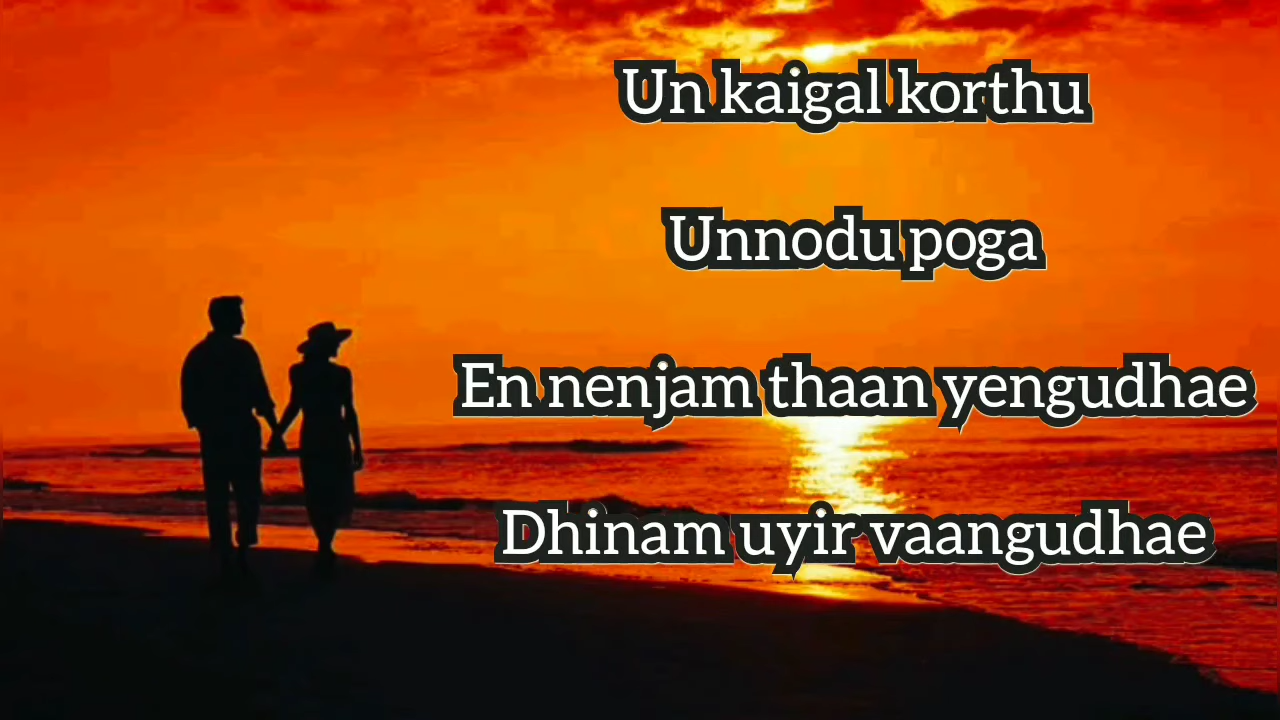 Un kaigal korthu
Unnodu poga
En nenjam thaan yengudhae
Dhinam uyir vaangudhae